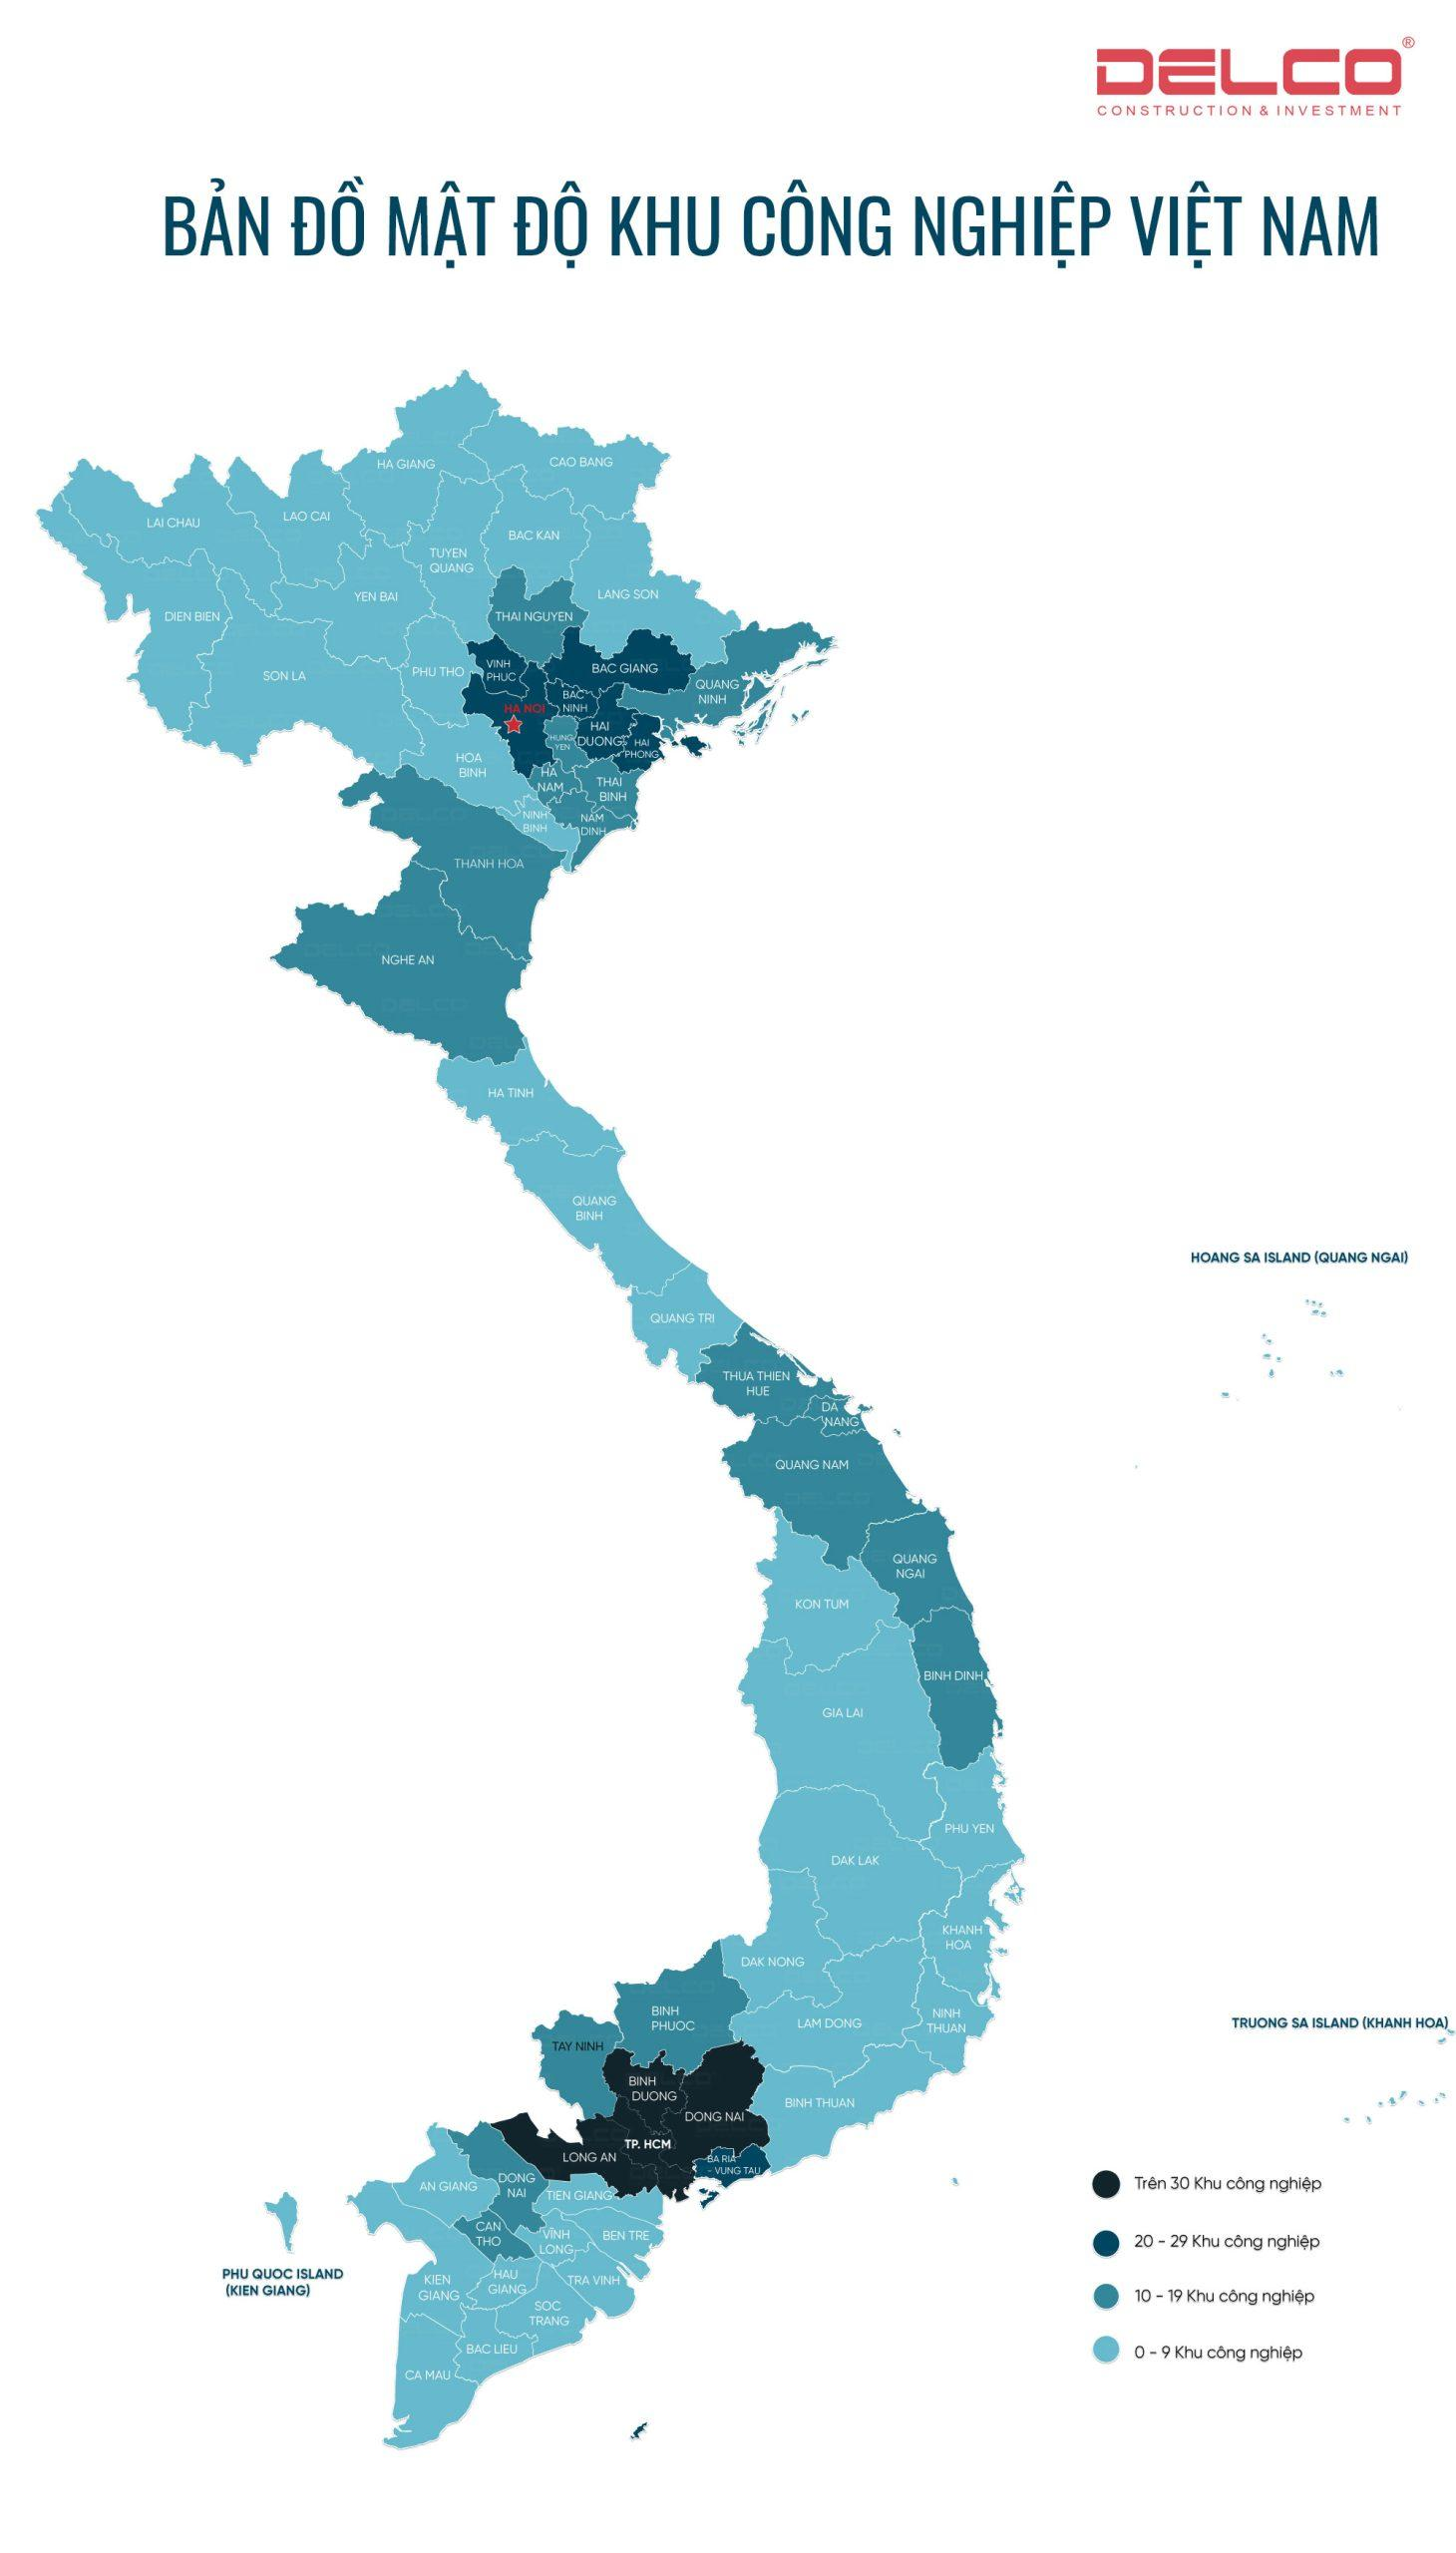 DELCO®
CONSTRUCTION & INVESTMENT
BẢN ĐỒ MẬT ĐỘ KHU CÔNG NGHIỆP VIỆT NAM
HA GIANG
CAO BANG
LAI CHAU
LAO CAI
BAC KAN
TUYEN
QUANG
YEN BAI
LANG SON
DIEN BIEN
THAI NGUYEN
SON LA
PHU THO
VINH
PHUC
BAC GIANG
QUANG
NINH
BAC
NINH
HA NOI
HAI
DUONG
HUNG
YEN
HAI
PHONG
HOA
BINH
HA
NAM
THAI
BINH
NINH
BINH
NAM
DINH
THANH HOA
NGHE AN
HA TINH
QUANG
BINH
HOANG SA ISLAND (QUANG NGAI)
QUANG TRI
THUA THIEN
HUE
DA
NANG
QUANG NAM
QUANG
NGAI
KON TUM
BINH DINH
GIA LAI
PHU YEN
DAK LAK
KHANH
HOA
DAK NONG
BINH
PHUOC
LAM DONG
NINH
THUAN
TRUONG SA ISLAND (KHANH HOA)
TAY NINH
BINH
DUONG
DONG NAI
BINH THUAN
TP. HCM
LONG AN
BA RIA
- VUNG TAU
AN GIANG
DONG
NAI
TIEN GIANG
CAN
THO
VĨNH
LONG
BEN TRE
PHU QUOC ISLAND
(KIEN GIANG)
KIEN
GIANG
HAU
GIANG
TRA VINH
SOC
TRANG
BAC LIEU
CA MAU
Trên 30 Khu công nghiệp
20 - 29 Khu công nghiệp
10 - 19 Khu công nghiệp
0 - 9 Khu công nghiệp